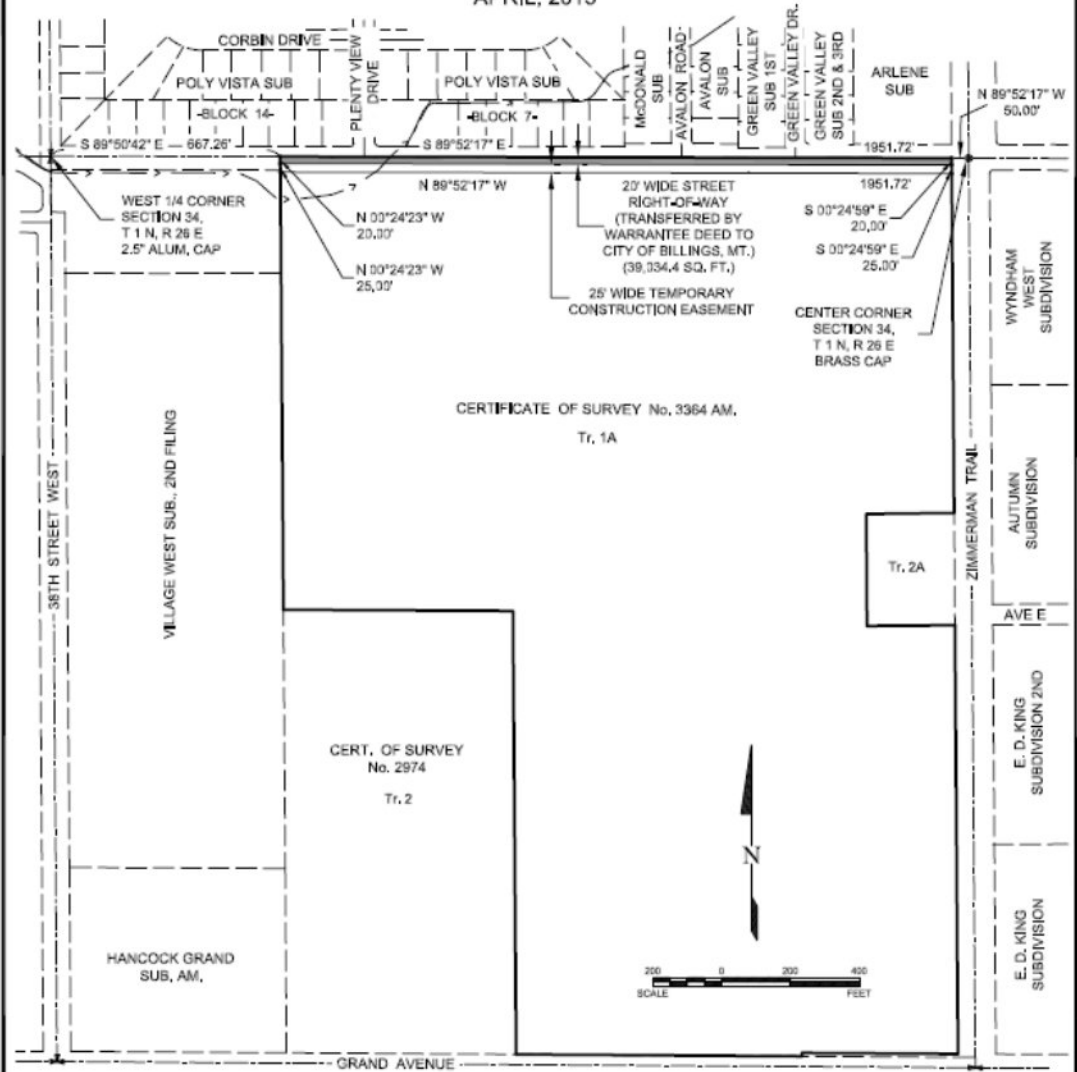 APRIL, 2015
CORBIN DRIVE
POLY VISTA SUB
-BLOCK 14-
PLENTY VIEW
DRIVE
POLY VISTA SUB
-BLOCK 7-
McDONALD
SUB
AVALON ROAD
AVALON
SUB
GREEN VALLEY
SUB 1ST
GREEN VALLEY DR.
GREEN VALLEY
SUB 2ND & 3RD
ARLENE
SUB
N 89°52'17" W
50.00'
S 89°50'42" E 667.26'
S 89°52'17" E
1951.72'
N 89°52'17" W
1951.72'
WEST 1/4 CORNER
SECTION 34,
T 1 N, R 26 E
2.5" ALUM. CAP
N 00°24'23" W
20.00'
N 00°24'23" W
25.00'
20' WIDE STREET
RIGHT-OF-WAY
(TRANSFERRED BY
WARRANTEE DEED TO
CITY OF BILLINGS, MT.)
(39,034.4 SQ. FT.)
25' WIDE TEMPORARY
CONSTRUCTION EASEMENT
S 00°24'59" E
20.00'
S 00°24'59" E
25.00'
CENTER CORNER
SECTION 34,
T 1 N, R 26 E
BRASS CAP
WYNDHAM
WEST
SUBDIVISION
CERTIFICATE OF SURVEY No. 3364 AM.
Tr. 1A
38TH STREET WEST
VILLAGE WEST SUB., 2ND FILING
ZIMMERMAN TRAIL
AUTUMN
SUBDIVISION
Tr. 2A
AVE E
E. D. KING
SUBDIVISION 2ND
CERT. OF SURVEY
No. 2974
Tr. 2
N
E. D. KING
SUBDIVISION
HANCOCK GRAND
SUB. AM.
200 0 200 400
SCALE FEET
GRAND AVENUE